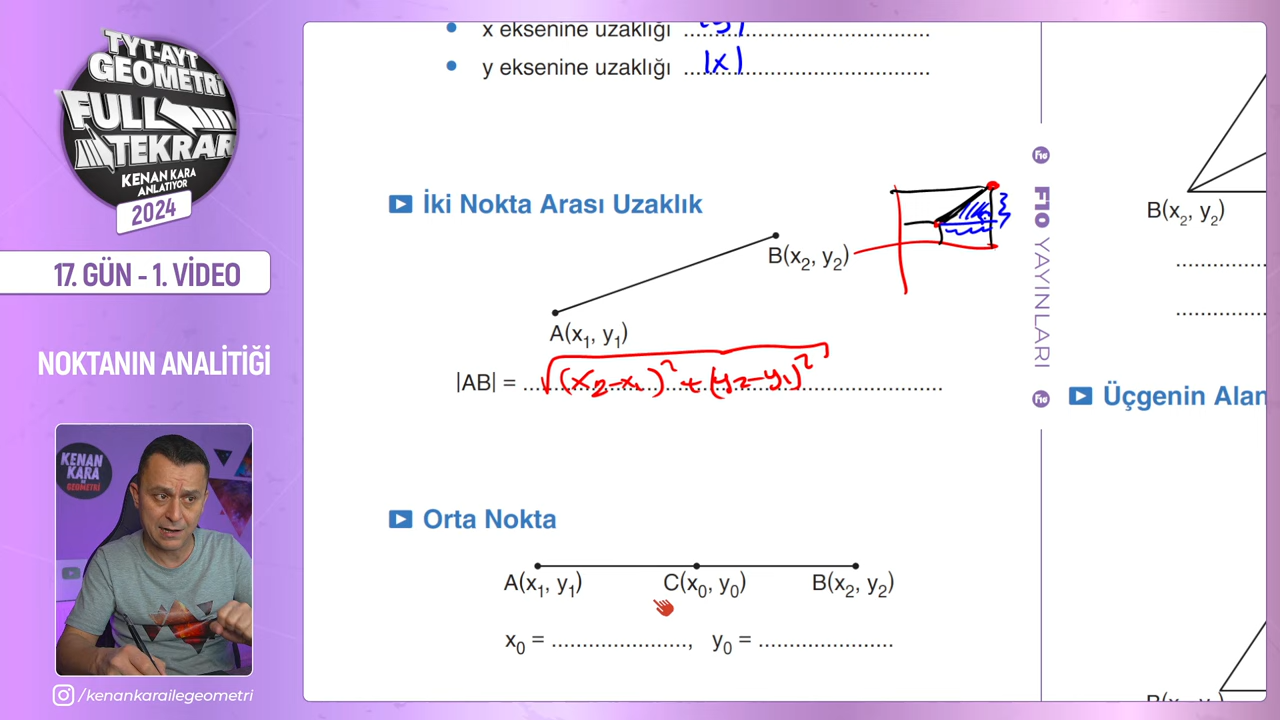 TYT-AYT
GEOMETRİ
FULL
TEKRAR
KENAN KARA
ANLATIYOR
2024
17. GÜN - 1. VİDEO
NOKTANIN ANALİTİĞİ
KENAN
KARA
GEOMETRİ
/kenankarailegeometri
• x eksenine uzaklığı ........................................
• y eksenine uzaklığı |x| ........................................
İki Nokta Arası Uzaklık
B(x₂, y₂)
A(x₁, y₁)
|AB| = √(x₂-x₁)²+(y₂-y₁)²
Orta Nokta
A(x₁, y₁) C(x₀, y₀) B(x₂, y₂)
x₀ = ......................, y₀ = ......................
F10 YAYINLARI
F10
B(x₂, y₂)
Üçgenin Alan